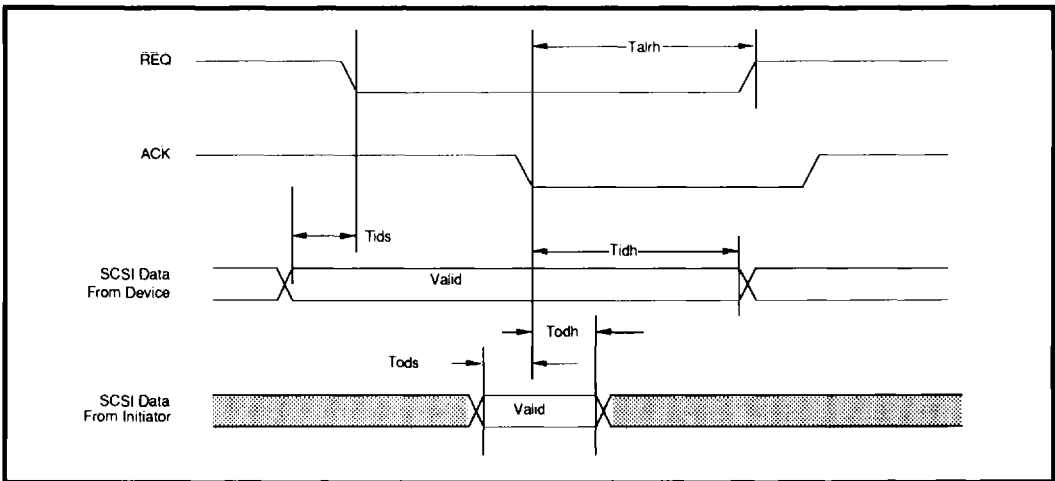 Talrh
REQ
ACK
Tids
Tidh
SCSI Data
From Device
Valid
Todh
Tods
SCSI Data
From Initiator
Valid